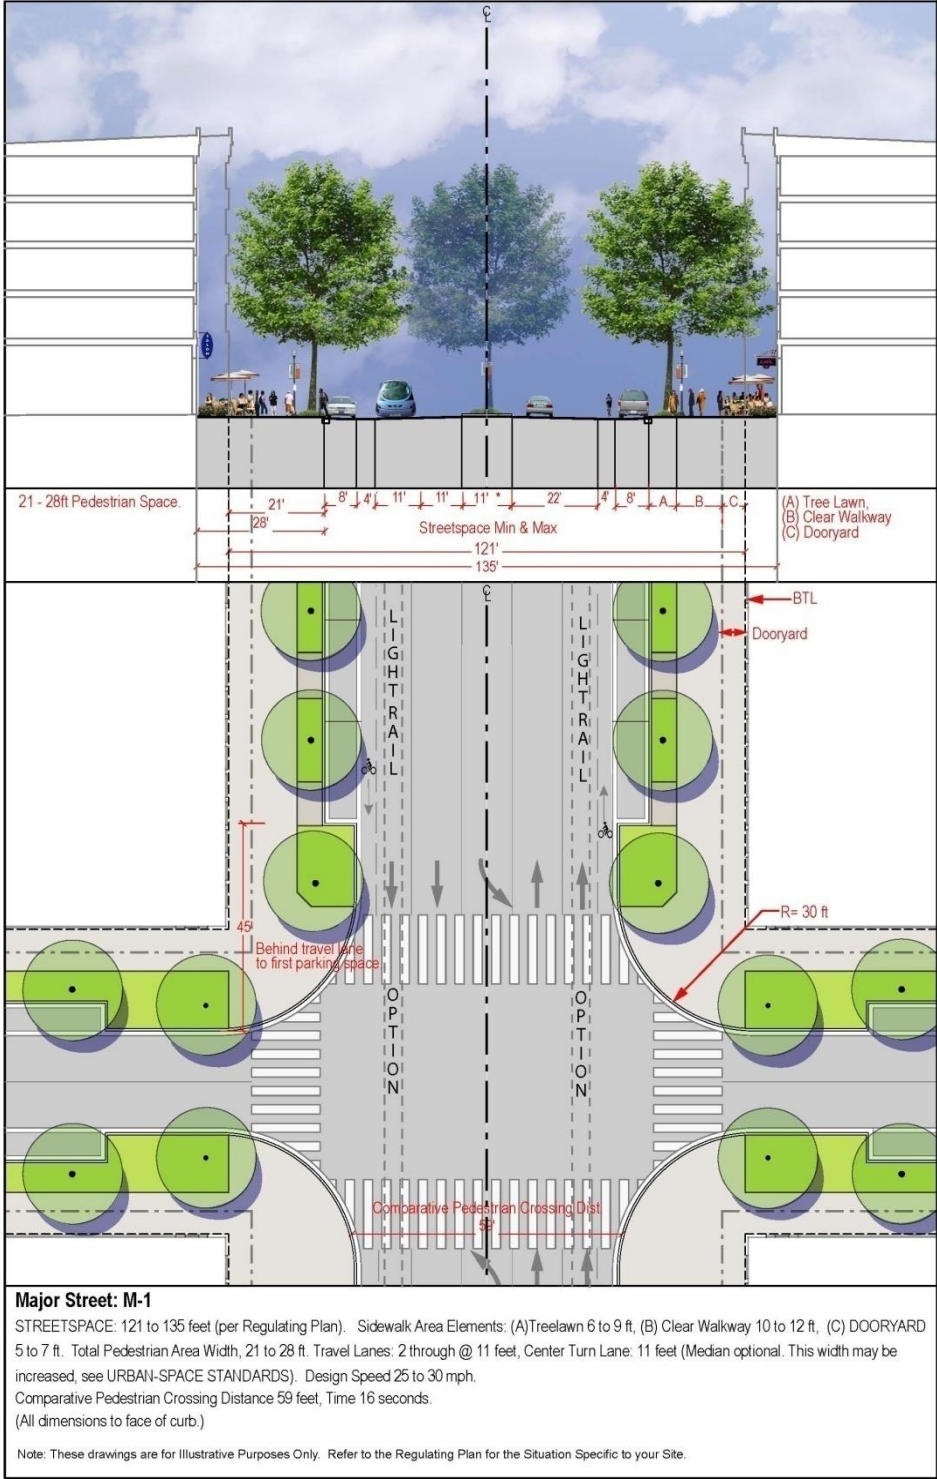 ℄
SALON
CAFE
21 - 28ft Pedestrian Space.
21'
28'
8'
4'
11'
11'
11' *
22'
4'
8'
A
B
C
(A) Tree Lawn,
(B) Clear Walkway
(C) Dooryard
Streetspace Min & Max
121'
135'
℄
BTL
Dooryard
LIGHT RAIL
LIGHT RAIL
45'
Behind travel lane
to first parking space
R= 30 ft
OPTION
OPTION
Comparative Pedestrian Crossing Dist
59'
Major Street: M-1
STREETSPACE: 121 to 135 feet (per Regulating Plan). Sidewalk Area Elements: (A)Treelawn 6 to 9 ft, (B) Clear Walkway 10 to 12 ft, (C) DOORYARD
5 to 7 ft. Total Pedestrian Area Width, 21 to 28 ft. Travel Lanes: 2 through @ 11 feet, Center Turn Lane: 11 feet (Median optional. This width may be
increased, see URBAN-SPACE STANDARDS). Design Speed 25 to 30 mph.
Comparative Pedestrian Crossing Distance 59 feet, Time 16 seconds.
(All dimensions to face of curb.)
Note: These drawings are for Illustrative Purposes Only. Refer to the Regulating Plan for the Situation Specific to your Site.